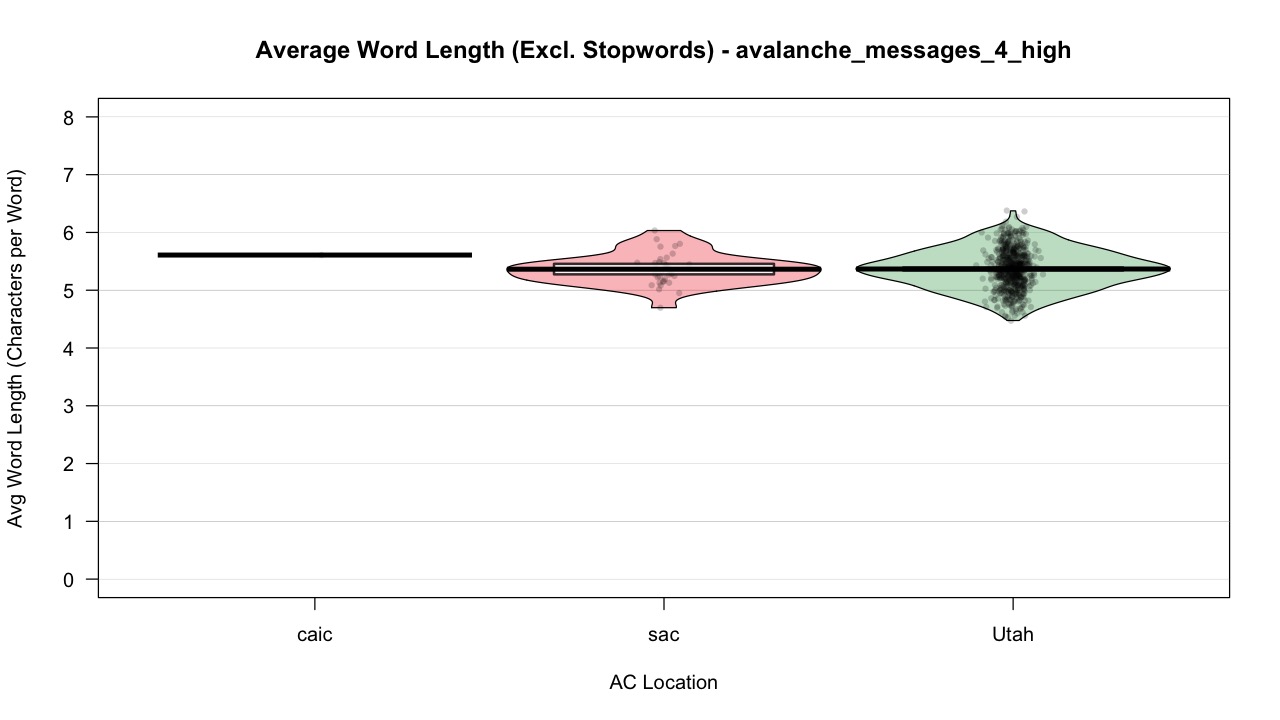 Average Word Length (Excl. Stopwords) - avalanche_messages_4_high
Avg Word Length (Characters per Word)
8
7
6
5
4
3
2
1
0
caic sac Utah
AC Location